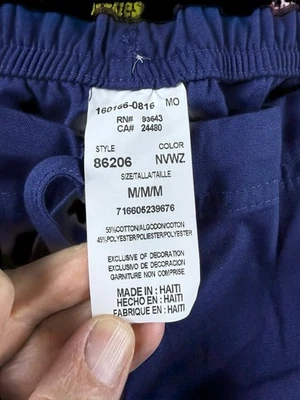 160166-0816 MO
RN# 93643
CA# 24480
STYLE COLOR
86206 NVWZ
SIZE/TALLA/TAILLE
M/M/M
716605239676
55%COTTON/ALGODON/COTON
45%POLYESTER/POLIESTER/POLYESTER
EXCLUSIVE OF DECORATION
EXCLUSIVO DE DECORACION
GARNITURE NON COMPRISE
MADE IN : HAITI
HECHO EN : HAITI
FABRIQUE EN : HAITI